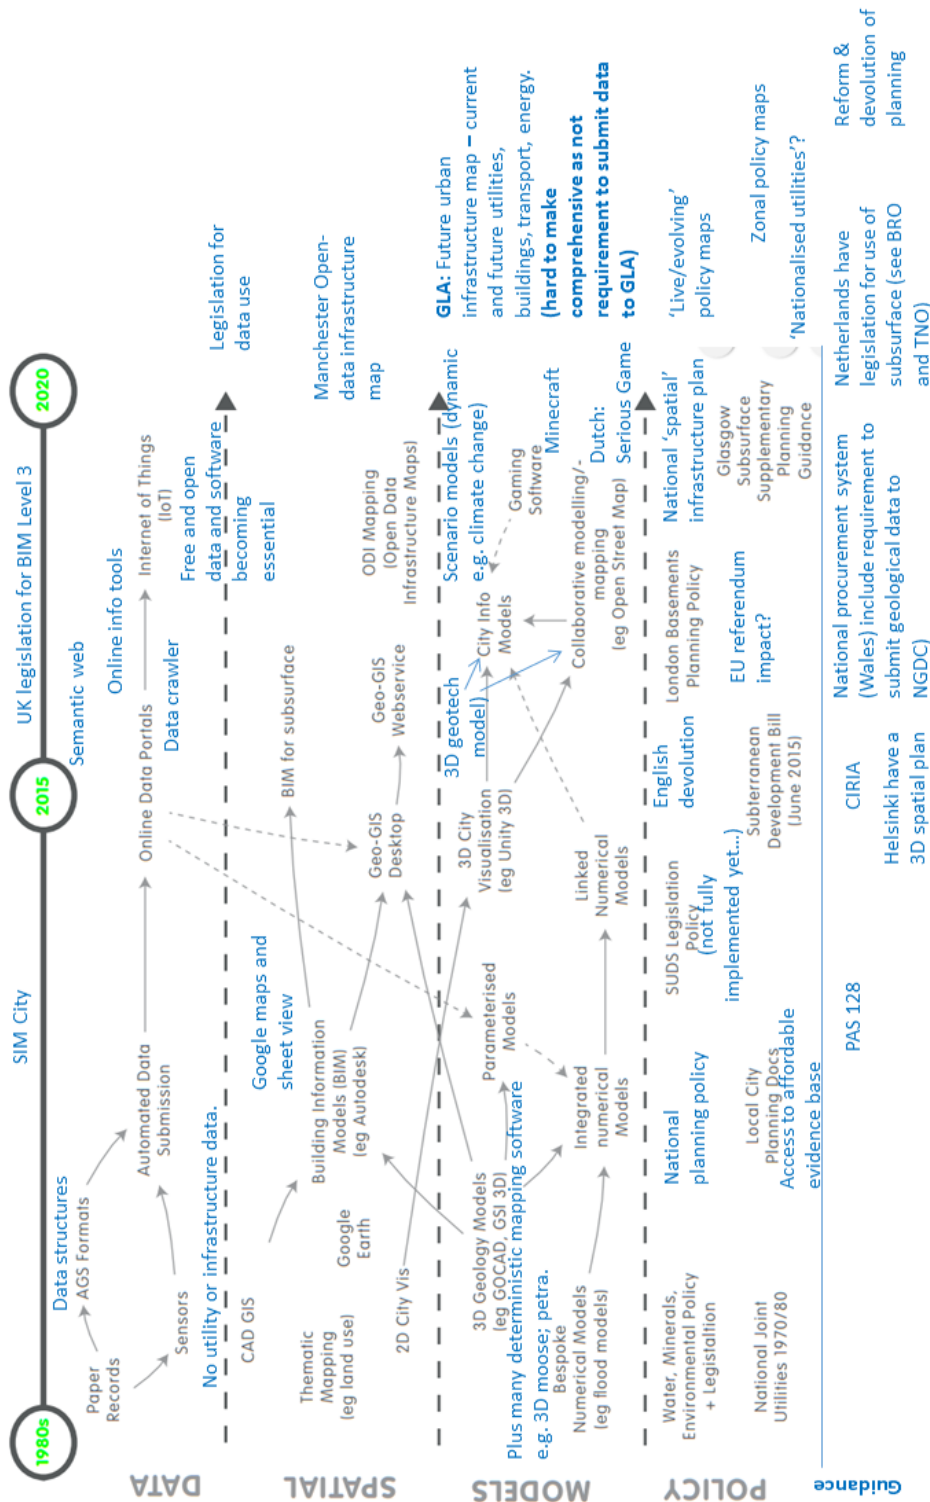 SIM City
UK legislation for BIM Level 3
1980s
2015
2020
DATA
Data structures
Paper
Records
AGS Formats
Sensors
Automated Data
Submission
Online Data Portals
Semantic web
Online info tools
Data crawler
Internet of Things
(IoT)
Free and open
data and software
becoming
essential
Legislation for
data use
No utility or infrastructure data.
SPATIAL
CAD GIS
Thematic
Mapping
(eg land use)
Google
Earth
2D City Vis
Google maps and
sheet view
Building Information
Models (BIM)
(eg Autodesk)
BIM for subsurface
Geo-GIS
Desktop
Geo-GIS
Webservice
ODI Mapping
(Open Data
Infrastructure Maps)
Manchester Open-
data infrastructure
map
MODELS
3D Geology Models
(eg GOCAD, GSI 3D)
Plus many deterministic mapping software
e.g. 3D moose; petra.
Bespoke
Numerical Models
(eg flood models)
Parameterised
Models
Integrated
numerical
Models
3D City
Visualisation
(eg Unity 3D)
Linked
Numerical
Models
3D geotech
model)
City Info
Models
Scenario models (dynamic
e.g. climate change)
Gaming
Software
Minecraft
Collaborative modelling/-
mapping
(eg Open Street Map)
Dutch:
Serious Game
GLA: Future urban
infrastructure map – current
and future utilities,
buildings, transport, energy.
(hard to make
comprehensive as not
requirement to submit data
to GLA)
POLICY
Water, Minerals,
Environmental Policy
+ Legistaltion
National Joint
Utilities 1970/80
National
planning policy
Local City
Planning Docs
Access to affordable
evidence base
SUDS Legislation
Policy
(not fully
implemented yet...)
English
devolution
Subterranean
Development Bill
(June 2015)
London Basements
Planning Policy
EU referendum
impact?
National ‘spatial’
infrastructure plan
Glasgow
Subsurface
Supplementary
Planning
Guidance
‘Live/evolving’
policy maps
Zonal policy maps
‘Nationalised utilities’?
Guidance
PAS 128
CIRIA
Helsinki have a
3D spatial plan
National procurement system
(Wales) include requirement to
submit geological data to
NGDC)
Netherlands have
legislation for use of
subsurface (see BRO
and TNO)
Reform &
devolution of
planning